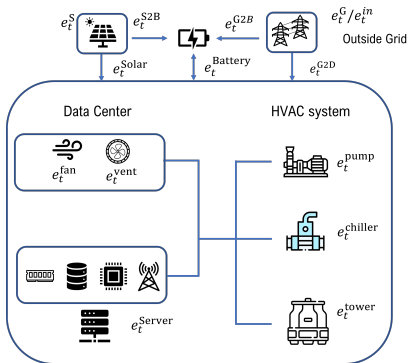 e_t^S
e_t^{S2B}
e_t^{G2B}
e_t^G/e_t^{in}
Outside Grid
e_t^{Solar}
e_t^{Battery}
e_t^{G2D}
Data Center
HVAC system
e_t^{fan}
e_t^{vent}
e_t^{pump}
e_t^{chiller}
e_t^{Server}
e_t^{tower}